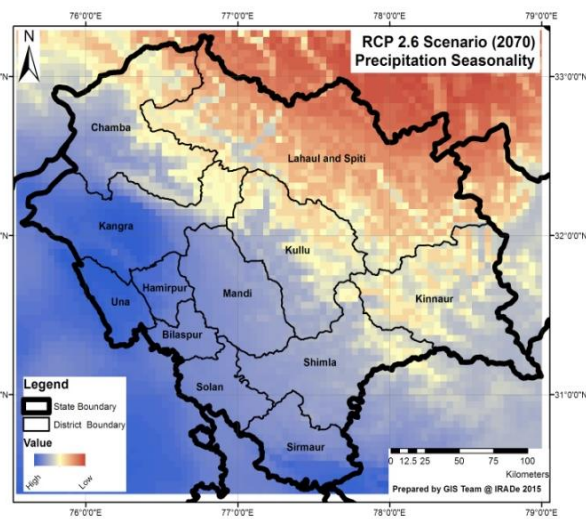 76°0'0"E 77°0'0"E 78°0'0"E 79°0'0"E
N
RCP 2.6 Scenario (2070)
Precipitation Seasonality
33°0'0"N
Chamba
Lahaul and Spiti
32°0'0"N
Kangra
Kullu
Hamirpur
Mandi
Kinnaur
Una
Bilaspur
Shimla
Solan
Sirmaur
31°0'0"N
Legend
State Boundary
District Boundary
Value
High Low
0 12.5 25 50 75 100
Kilometers
Prepared by GIS Team @ IRADe 2015
76°0'0"E 77°0'0"E 78°0'0"E 79°0'0"E